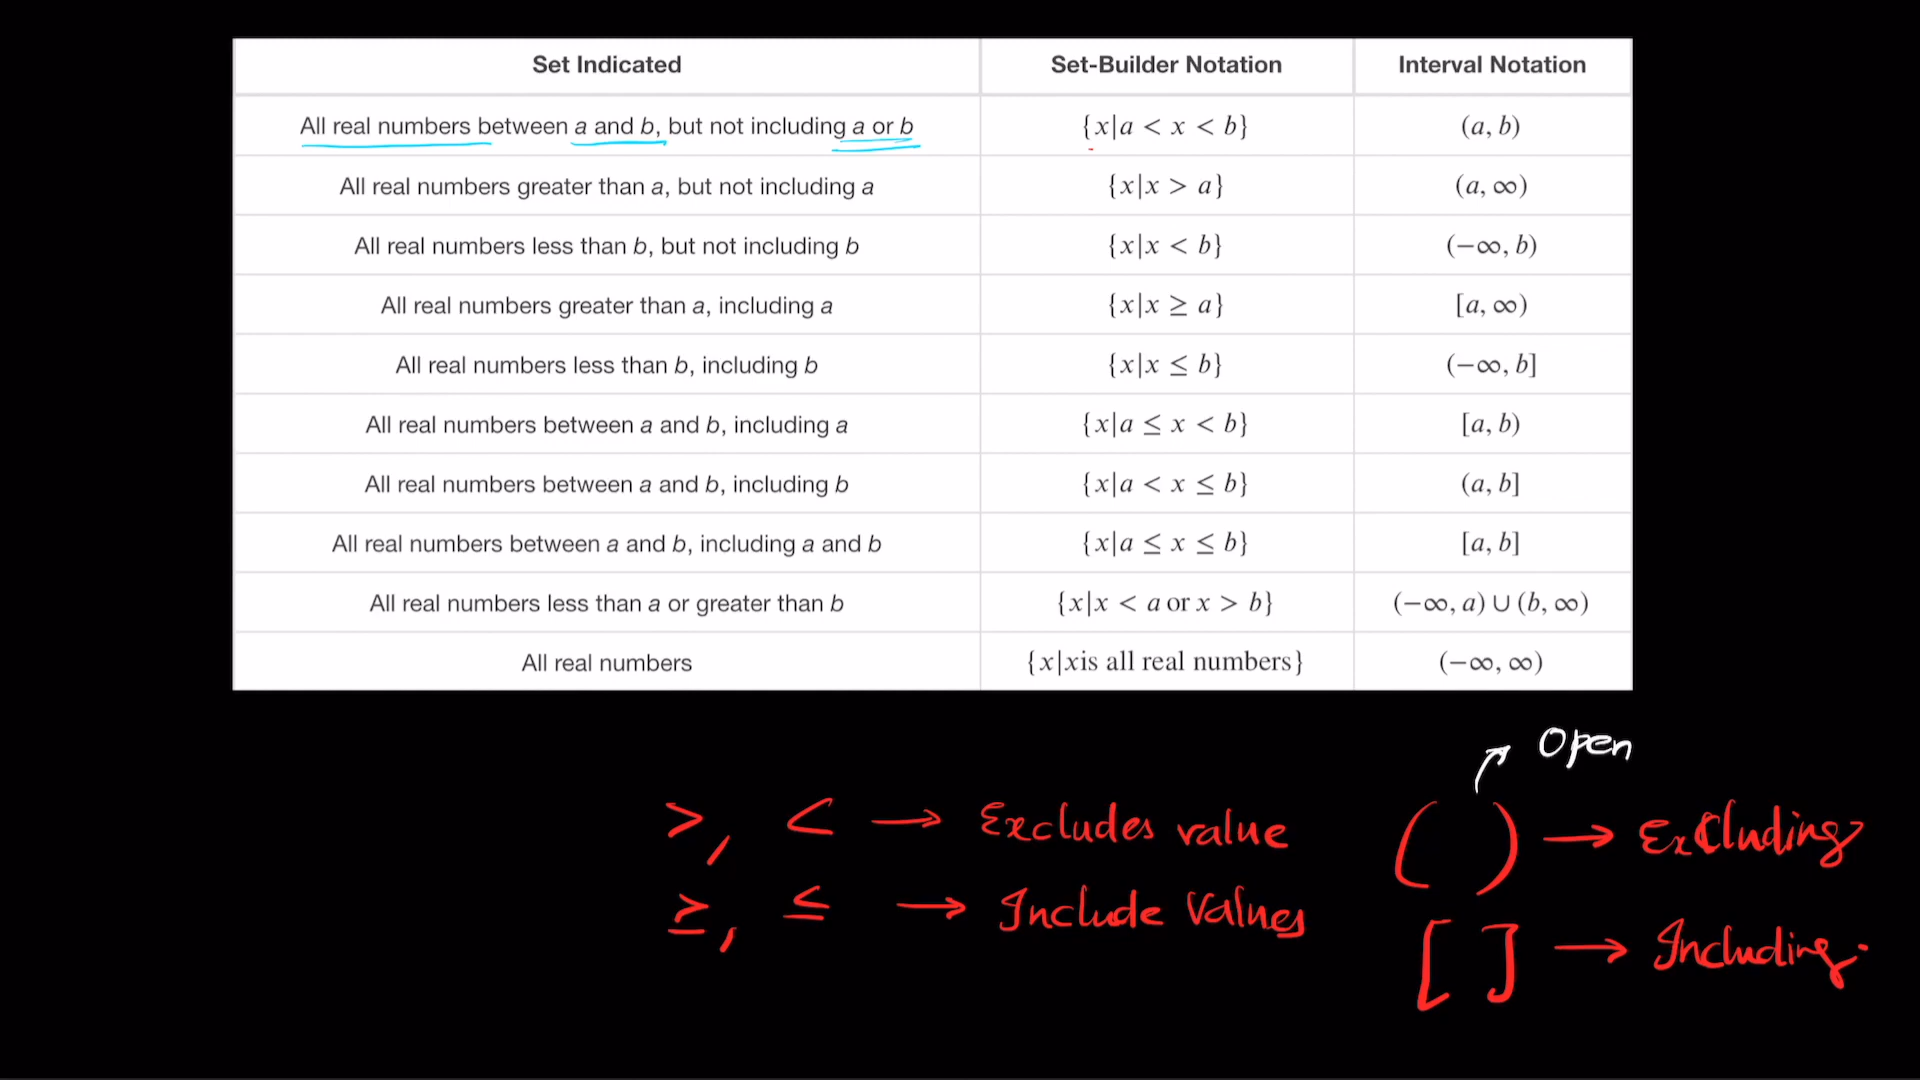 Set Indicated Set-Builder Notation Interval Notation
All real numbers between a and b, but not including a or b {x|a < x < b} (a, b)
All real numbers greater than a, but not including a {x|x > a} (a, ∞)
All real numbers less than b, but not including b {x|x < b} (−∞, b)
All real numbers greater than a, including a {x|x ≥ a} [a, ∞)
All real numbers less than b, including b {x|x ≤ b} (−∞, b]
All real numbers between a and b, including a {x|a ≤ x < b} [a, b)
All real numbers between a and b, including b {x|a < x ≤ b} (a, b]
All real numbers between a and b, including a and b {x|a ≤ x ≤ b} [a, b]
All real numbers less than a or greater than b {x|x < a or x > b} (−∞, a) ∪ (b, ∞)
All real numbers {x|xis all real numbers} (−∞, ∞)
Open
>, < → Excludes value ( ) → Excluding
≥, ≤ → Include Values [ ] → Including.